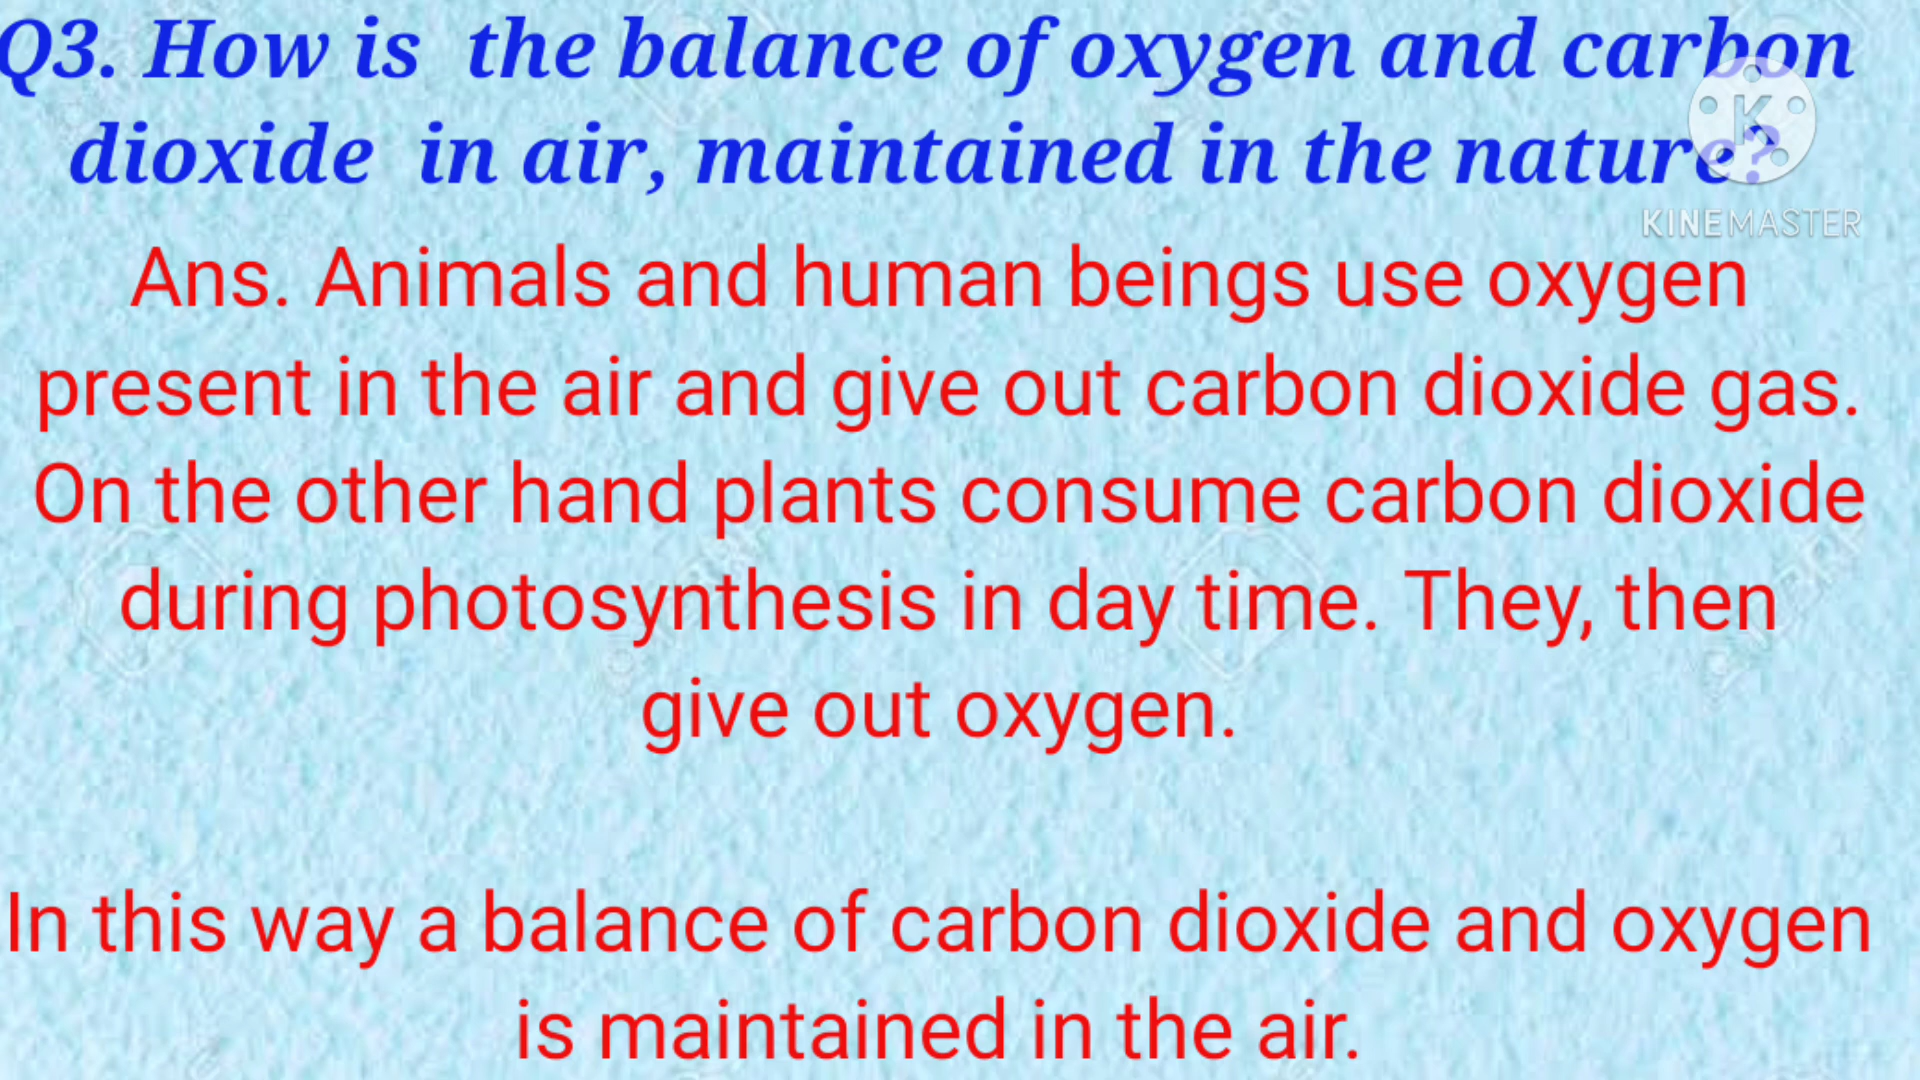 Q3. How is the balance of oxygen and carbon
dioxide in air, maintained in the nature?
KINEMASTER
Ans. Animals and human beings use oxygen
present in the air and give out carbon dioxide gas.
On the other hand plants consume carbon dioxide
during photosynthesis in day time. They, then
give out oxygen.
In this way a balance of carbon dioxide and oxygen
is maintained in the air.